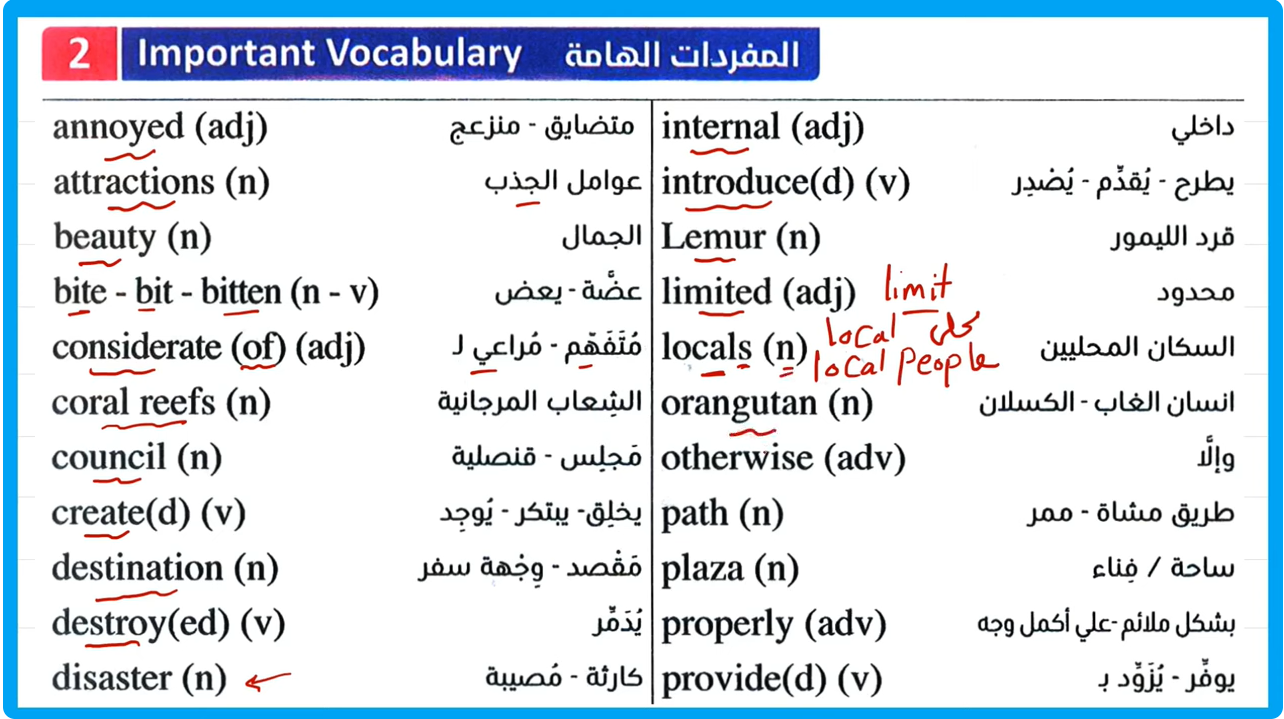 2 Important Vocabulary المفردات الهامة
annoyed (adj) متضايق - منزعج
attractions (n) عوامل الجذب
beauty (n) الجمال
bite - bit - bitten (n - v) عضَّة - يعض
considerate (of) (adj) مُتَفَهِّم - مُراعي لـ
coral reefs (n) الشِعاب المرجانية
council (n) مَجلِس - قنصلية
create(d) (v) يخلِق- يبتكر - يُوجِد
destination (n) مَقْصد - وِجْهة سفر
destroy(ed) (v) يُدَمِّر
disaster (n) كارثة - مُصيبة
internal (adj) داخلي
introduce(d) (v) يطرح - يُقدِّم - يُصْدِر
Lemur (n) قرد الليمور
limited (adj) limit محدود
local محلى
locals (n) local people السكان المحليين
orangutan (n) انسان الغاب - الكسلان
otherwise (adv) وإلَّا
path (n) طريق مشاة - ممر
plaza (n) ساحة / فِناء
properly (adv) بشكل ملائم -علي أكمل وجه
provide(d) (v) يوفِّر - يُزَوِّد بـ